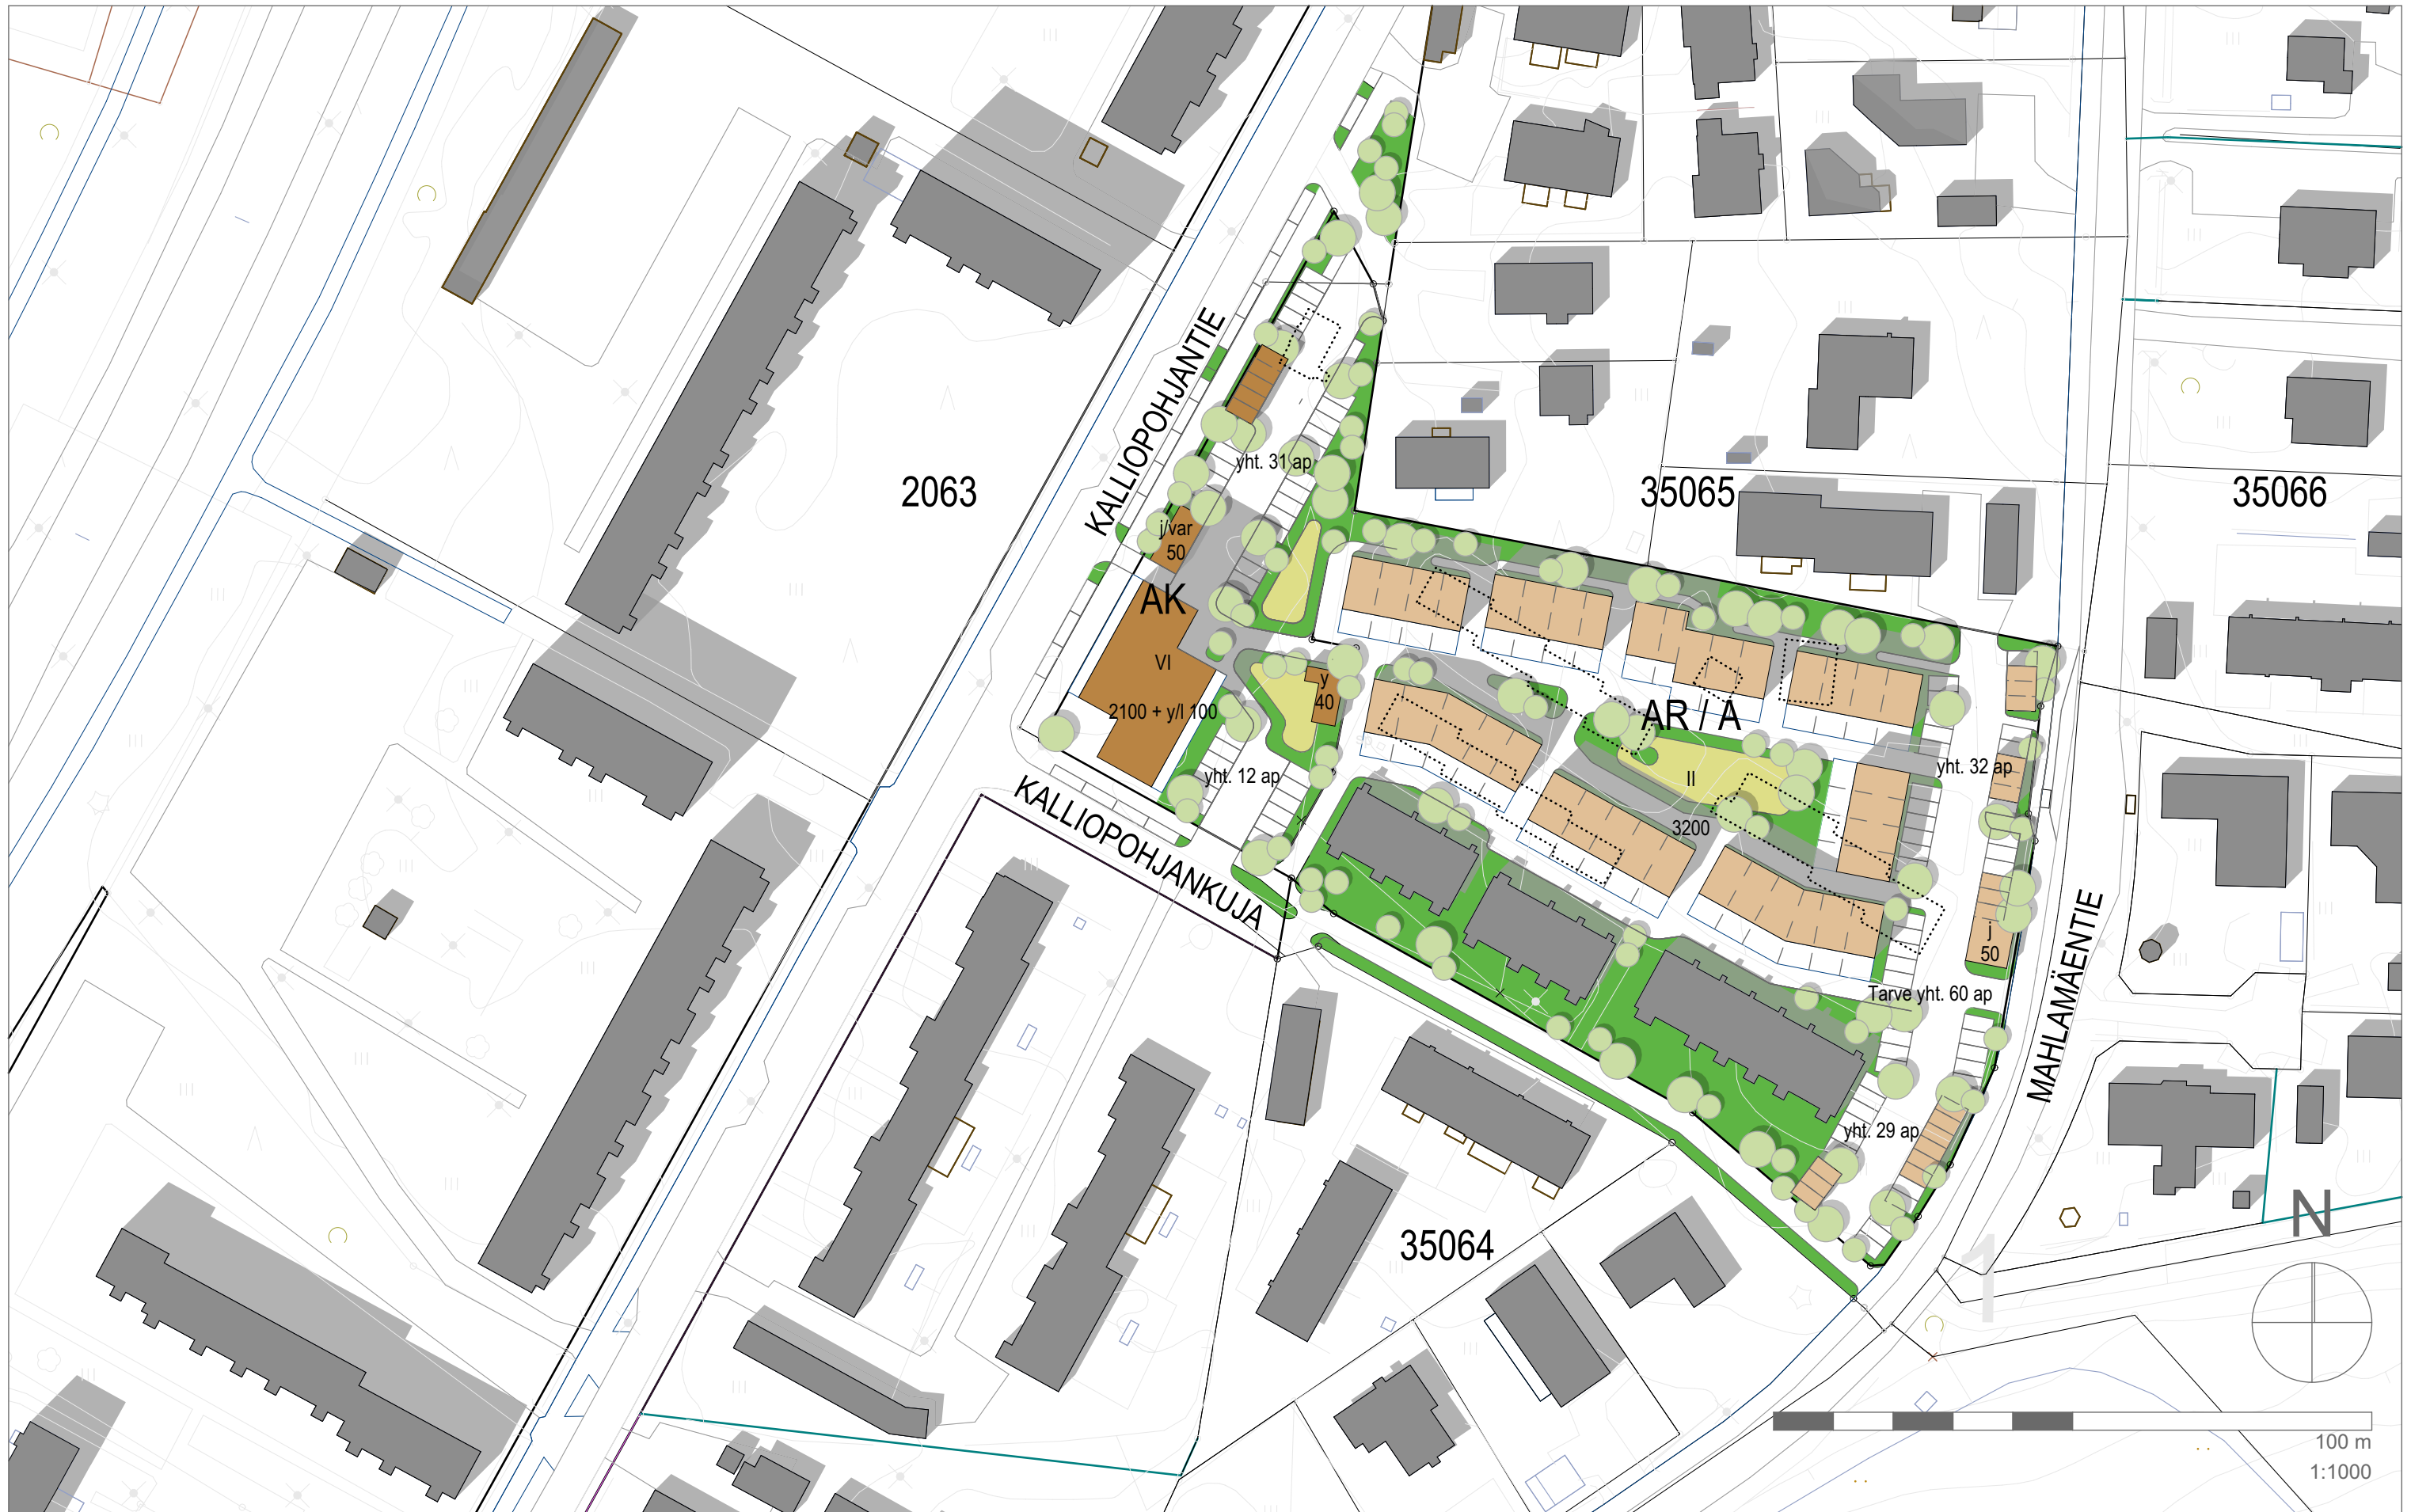 KALLIOPOHJANTIE
yht. 31 ap
2063
35065
35066
j/var
50
AK
VI
2100 + y/l 100
y
40
AR / A
yht. 12 ap
yht. 32 ap
II
3200
KALLIOPOHJANKUJA
j
50
MAHLAMÄENTIE
Tarve yht. 60 ap
yht. 29 ap
35064
N
1
100 m
1:1000